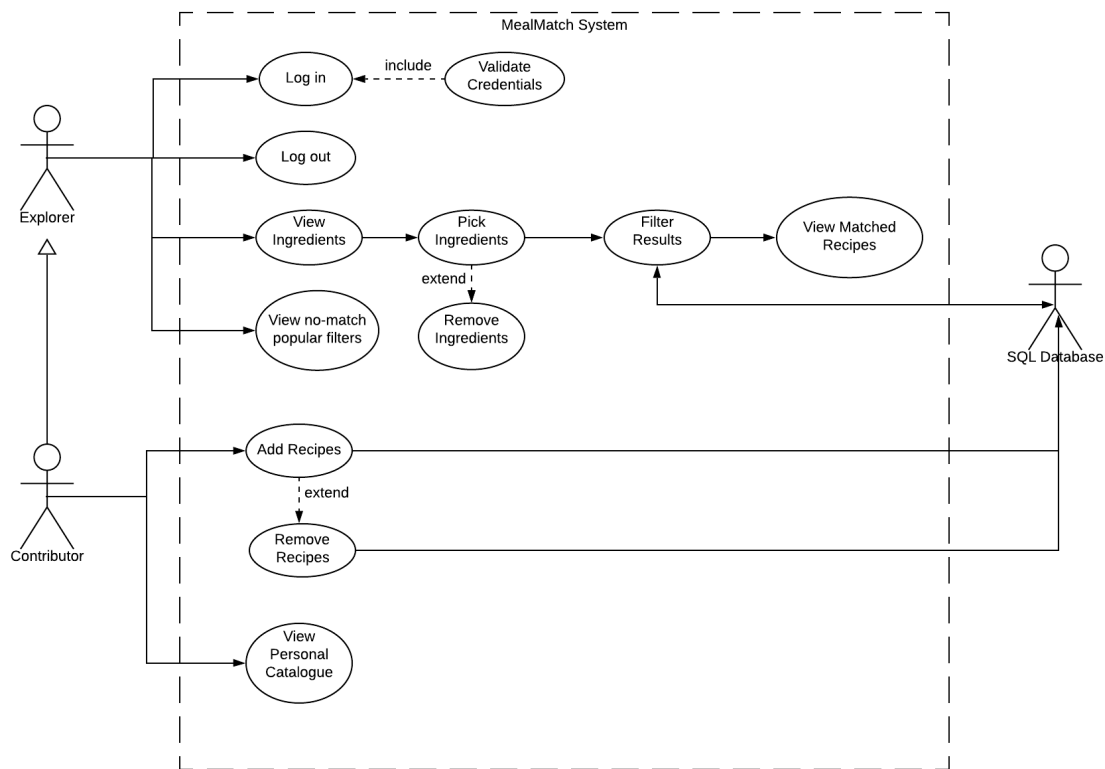 MealMatch System
Log in
include
Validate
Credentials
Log out
Explorer
View
Ingredients
Pick
Ingredients
Filter
Results
View Matched
Recipes
extend
View no-match
popular filters
Remove
Ingredients
SQL Database
Add Recipes
extend
Contributor
Remove
Recipes
View
Personal
Catalogue